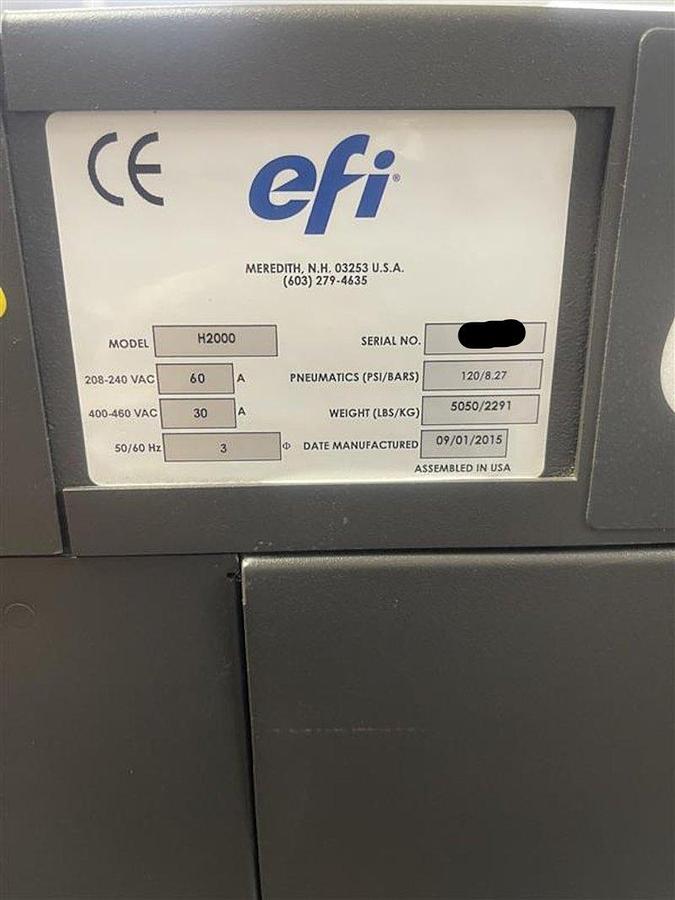 CE
efi®
MEREDITH, N.H. 03253 U.S.A.
(603) 279-4635
MODEL H2000
SERIAL NO.
208-240 VAC 60 A
PNEUMATICS (PSI/BARS) 120/8.27
400-460 VAC 30 A
WEIGHT (LBS/KG) 5050/2291
50/60 Hz 3 Φ
DATE MANUFACTURED 09/01/2015
ASSEMBLED IN USA